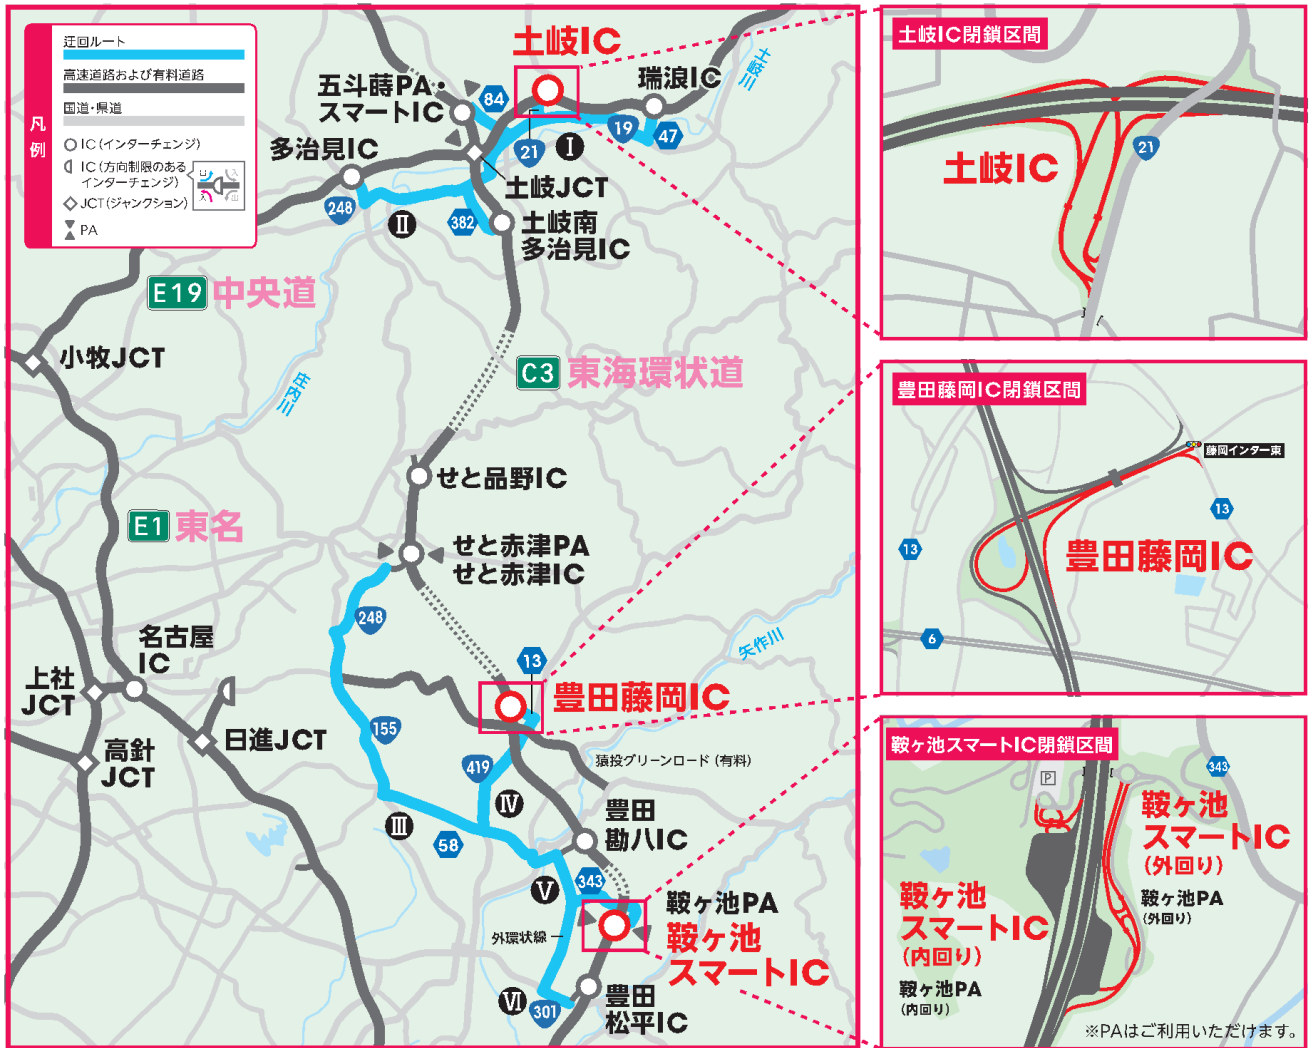 凡例
迂回ルート
高速道路および有料道路
国道・県道
IC(インターチェンジ)
IC(方向制限のある
インターチェンジ)
JCT(ジャンクション)
PA
土岐IC
五斗蒔PA・
スマートIC
84
瑞浪IC
土岐川
19
47
21
Ⅰ
多治見IC
土岐JCT
248
Ⅱ
382
土岐南
多治見IC
E19 中央道
小牧JCT
C3 東海環状道
庄内川
せと品野IC
E1 東名
せと赤津PA
せと赤津IC
248
名古屋
IC
上社
JCT
高針
JCT
日進JCT
矢作川
13
豊田藤岡IC
155
419
猿投グリーンロード(有料)
Ⅳ
Ⅲ
58
豊田
勘八IC
Ⅴ
343
外環状線
鞍ヶ池PA
鞍ヶ池
スマートIC
Ⅵ
301
豊田
松平IC
土岐IC閉鎖区間
21
土岐IC
豊田藤岡IC閉鎖区間
藤岡インター東
13
13
豊田藤岡IC
6
鞍ヶ池スマートIC閉鎖区間
343
P
鞍ヶ池
スマートIC
(外回り)
鞍ヶ池PA
(外回り)
鞍ヶ池
スマートIC
(内回り)
鞍ヶ池PA
(内回り)
※PAはご利用いただけます。